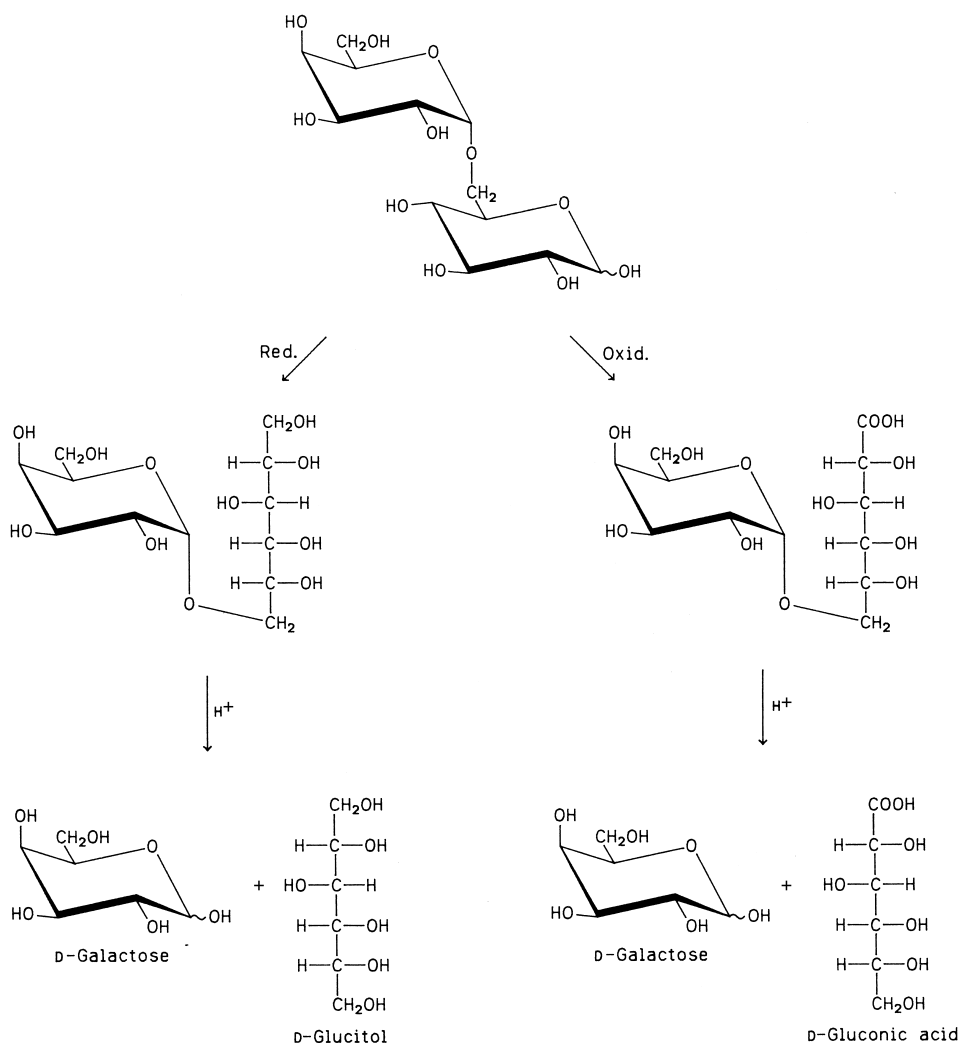 HO
CH2OH
O
HO
OH
O
CH2
HO
O
HO
OH
OH
Red.
Oxid.
OH
CH2OH
O
HO
OH
O
CH2OH
H—C—OH
HO—C—H
H—C—OH
H—C—OH
CH2
OH
CH2OH
O
HO
OH
O
COOH
H—C—OH
HO—C—H
H—C—OH
H—C—OH
CH2
H+
H+
OH
CH2OH
O
HO
OH
OH
D-Galactose
+
CH2OH
H—C—OH
HO—C—H
H—C—OH
H—C—OH
CH2OH
D-Glucitol
OH
CH2OH
O
HO
OH
OH
D-Galactose
+
COOH
H—C—OH
HO—C—H
H—C—OH
H—C—OH
CH2OH
D-Gluconic acid